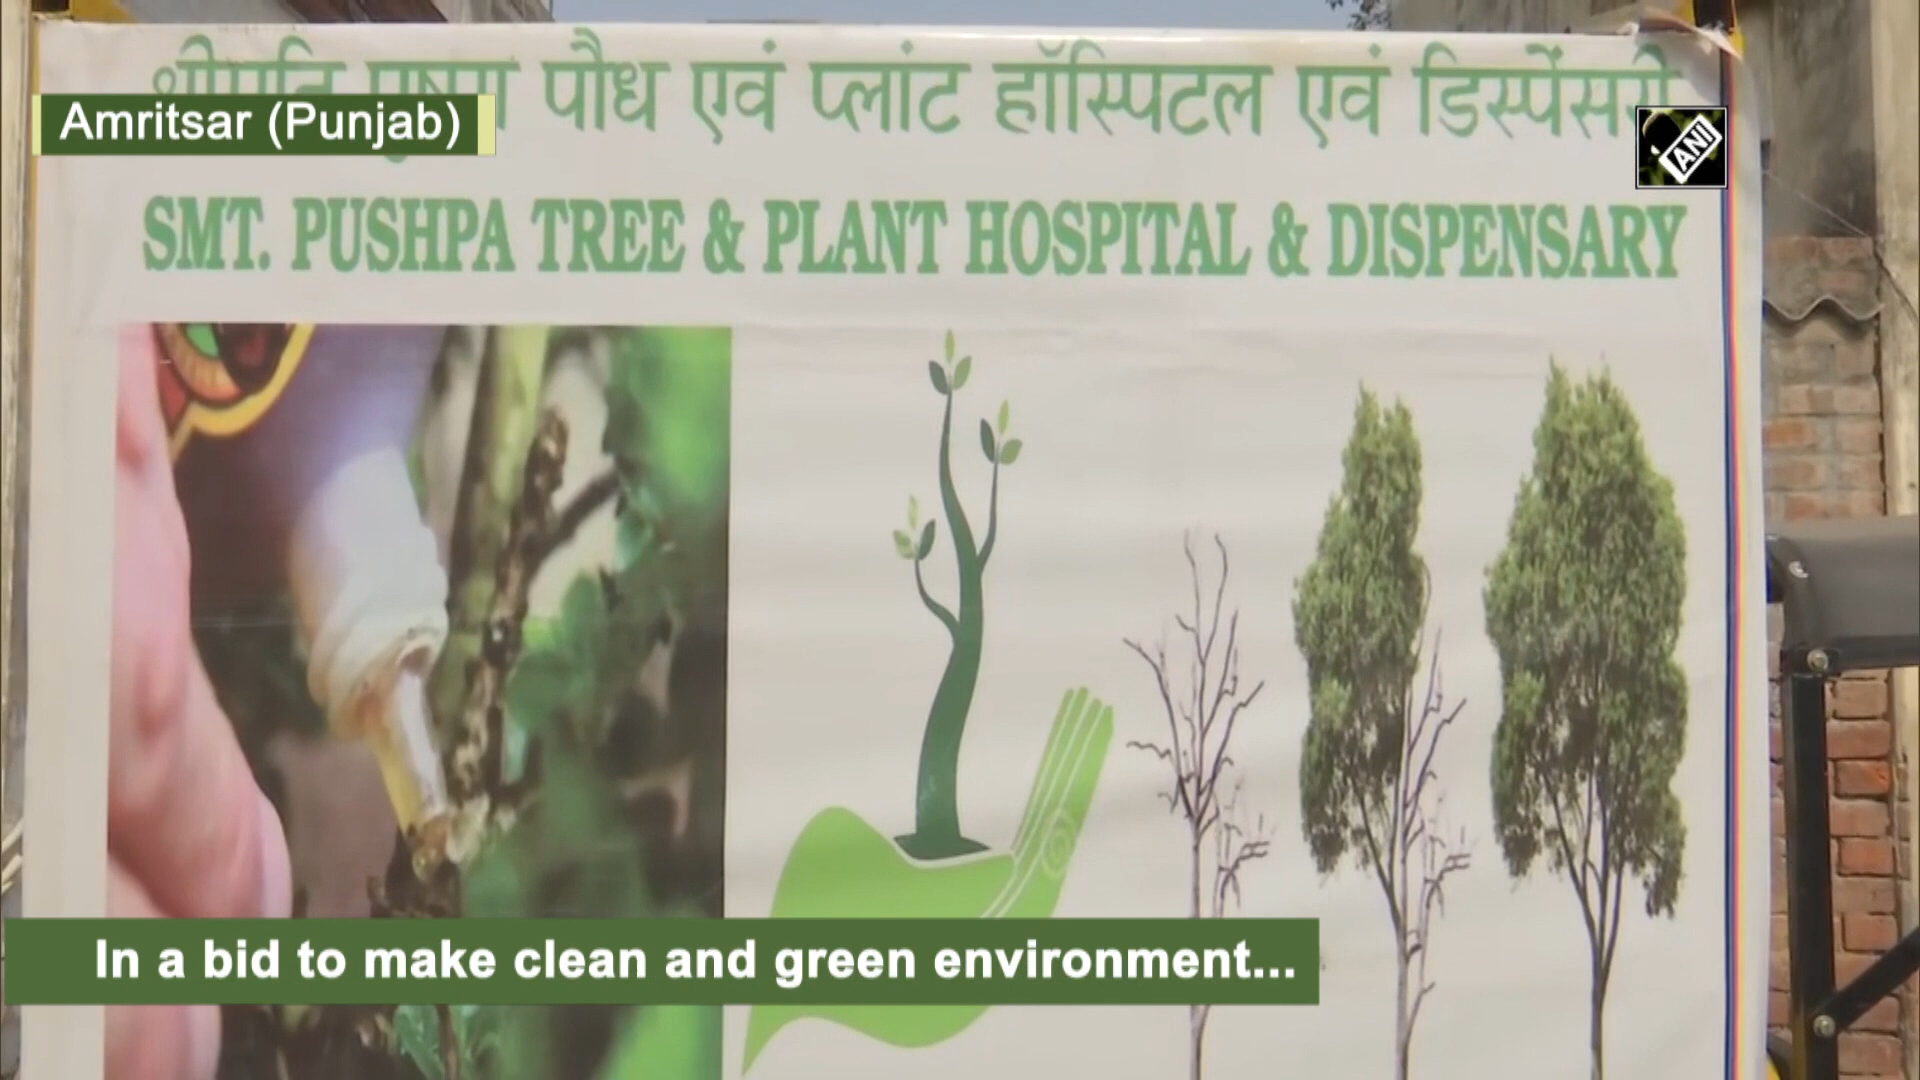 श्रीमति पुष्पा पौध एवं प्लांट हॉस्पिटल एवं डिस्पेंसरी
Amritsar (Punjab)
ANI
SMT. PUSHPA TREE & PLANT HOSPITAL & DISPENSARY
In a bid to make clean and green environment...